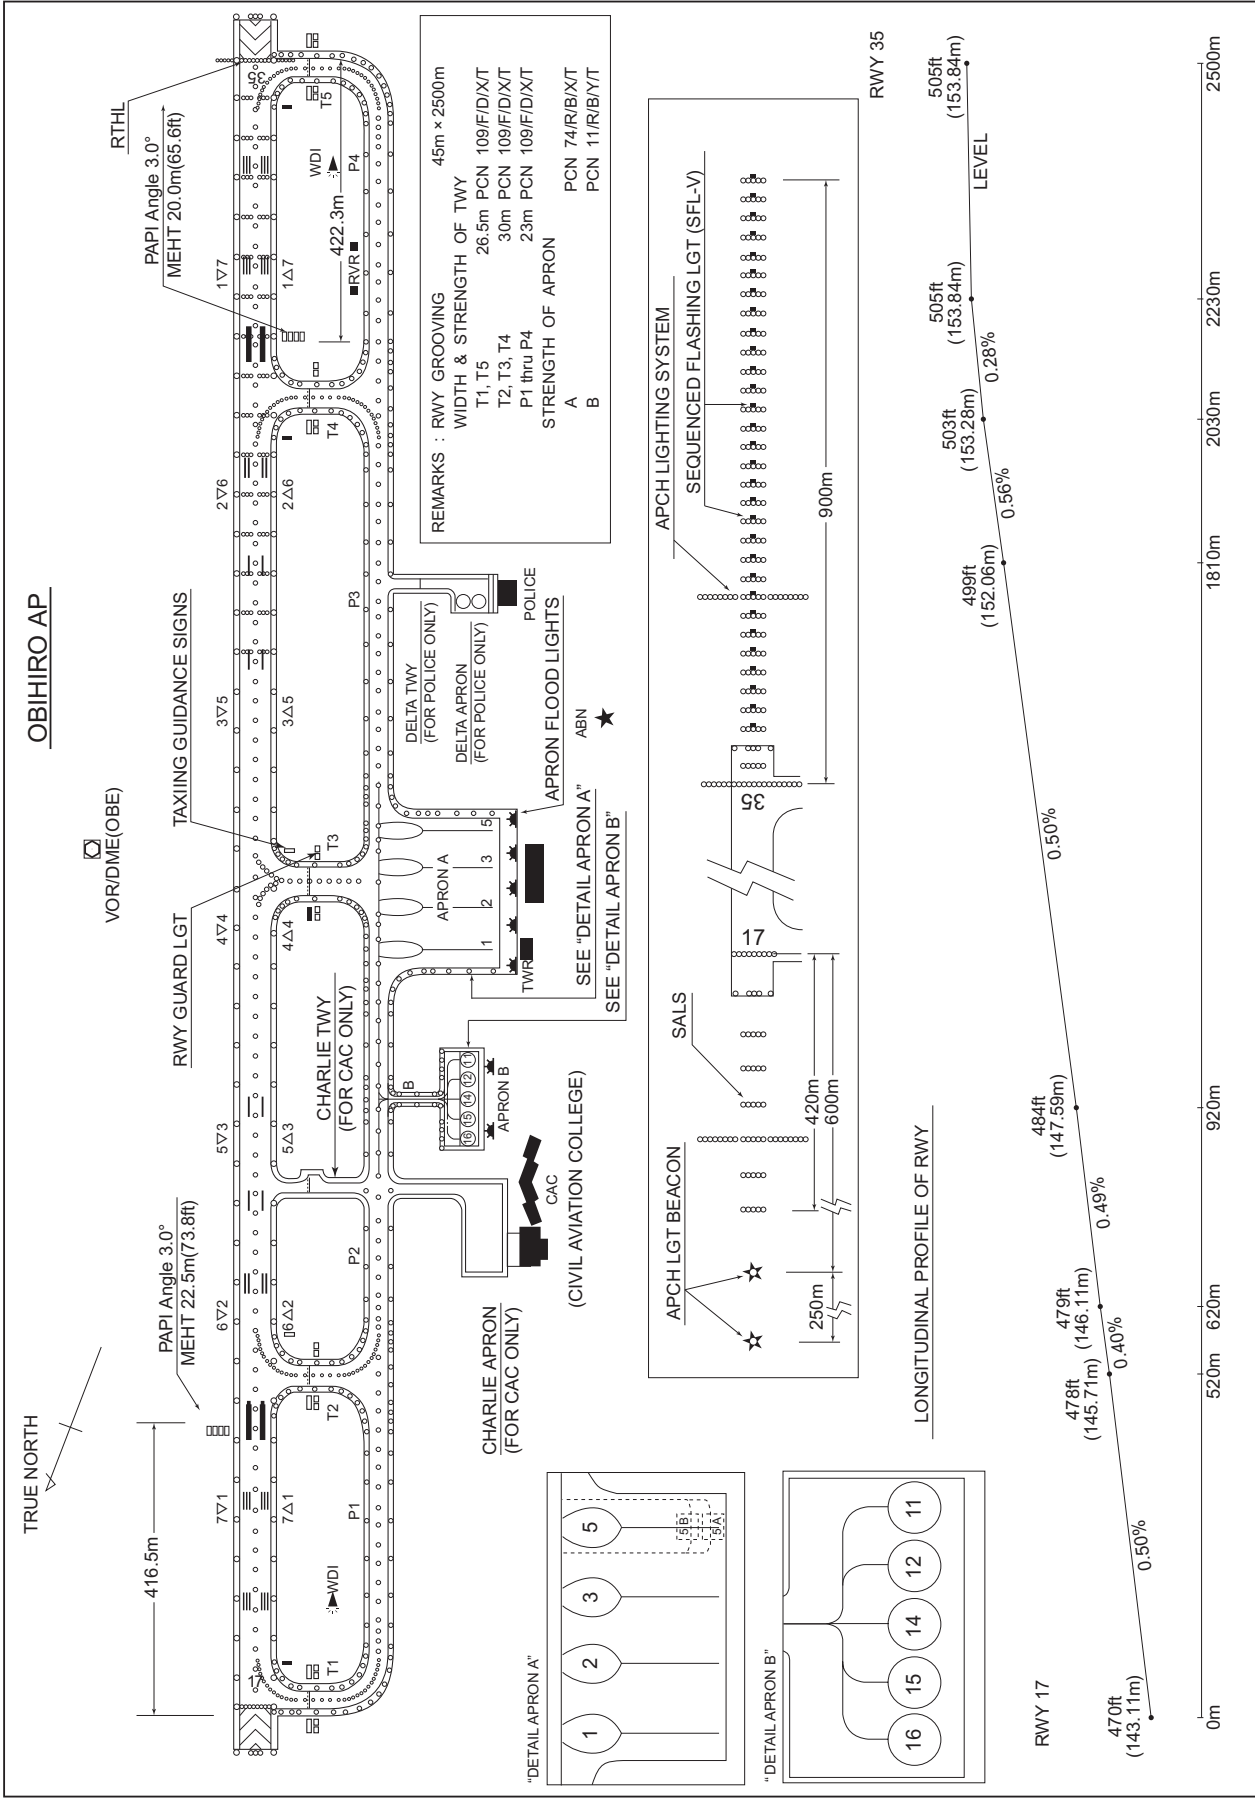 OBIHIRO AP
TRUE NORTH
VOR/DME(OBE)
416.5m
PAPI Angle 3.0°
MEHT 22.5m(73.8ft)
RWY GUARD LGT
TAXIING GUIDANCE SIGNS
PAPI Angle 3.0°
MEHT 20.0m(65.6ft)
RTHL
7▽1
6▽2
5▽3
4▽4
3▽5
2▽6
1▽7
17
35
7△1
6△2
5△3
4△4
3△5
2△6
1△7
T1
WDI
P1
T2
P2
CHARLIE TWY
(FOR CAC ONLY)
T3
P3
T4
RVR
422.3m
WDI
P4
T5
B
16
15
14
12
11
APRON B
APRON A
1
2
3
5
TWR
CAC
(CIVIL AVIATION COLLEGE)
CHARLIE APRON
(FOR CAC ONLY)
DELTA TWY
(FOR POLICE ONLY)
DELTA APRON
(FOR POLICE ONLY)
POLICE
APRON FLOOD LIGHTS
ABN
SEE "DETAIL APRON A"
SEE "DETAIL APRON B"
REMARKS : RWY GROOVING 45m × 2500m
WIDTH & STRENGTH OF TWY
T1, T5 26.5m PCN 109/F/D/X/T
T2, T3, T4 30m PCN 109/F/D/X/T
P1 thru P4 23m PCN 109/F/D/X/T
STRENGTH OF APRON
A PCN 74/R/B/X/T
B PCN 11/R/B/Y/T
"DETAIL APRON A"
1
2
3
5
5B
5A
"DETAIL APRON B"
16
15
14
12
11
APCH LGT BEACON
SALS
APCH LIGHTING SYSTEM
SEQUENCED FLASHING LGT (SFL-V)
17
35
250m
420m
600m
900m
LONGITUDINAL PROFILE OF RWY
RWY 17
RWY 35
470ft
(143.11m)
0.50%
478ft
(145.71m)
0.40%
479ft
(146.11m)
0.49%
484ft
(147.59m)
0.50%
499ft
(152.06m)
0.56%
503ft
(153.28m)
0.28%
505ft
(153.84m)
LEVEL
505ft
(153.84m)
0m
520m
620m
920m
1810m
2030m
2230m
2500m